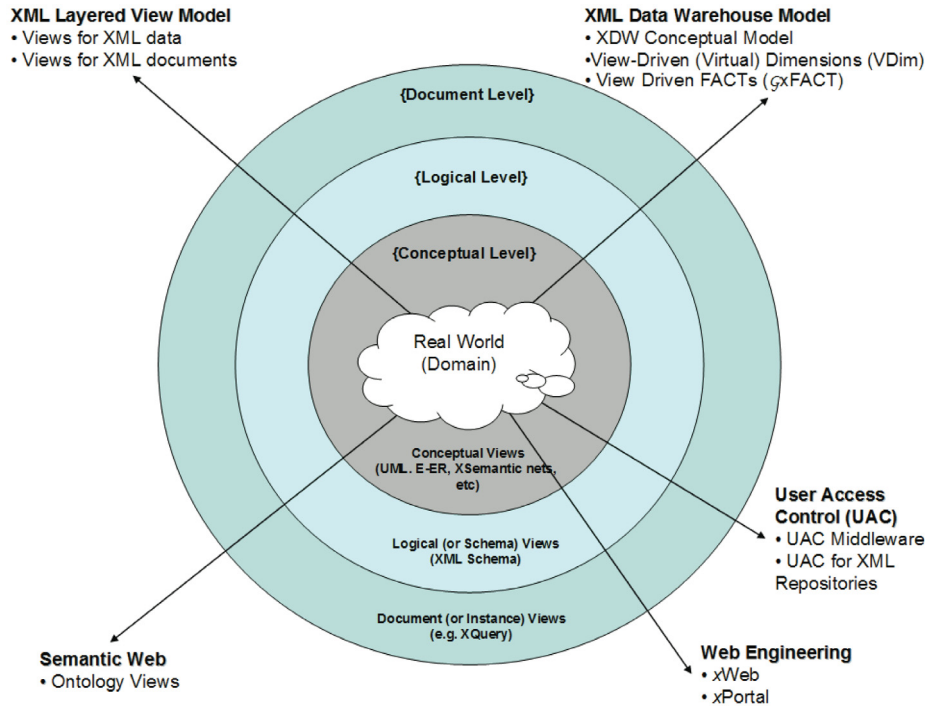 XML Layered View Model
• Views for XML data
• Views for XML documents
XML Data Warehouse Model
• XDW Conceptual Model
•View-Driven (Virtual) Dimensions (VDim)
• View Driven FACTs (𝒢xFACT)
{Document Level}
{Logical Level}
{Conceptual Level}
Real World
(Domain)
Conceptual Views
(UML. E-ER, XSemantic nets,
etc)
Logical (or Schema) Views
(XML Schema)
Document (or Instance) Views
(e.g. XQuery)
User Access
Control (UAC)
• UAC Middleware
• UAC for XML
Repositories
Semantic Web
• Ontology Views
Web Engineering
• xWeb
• xPortal